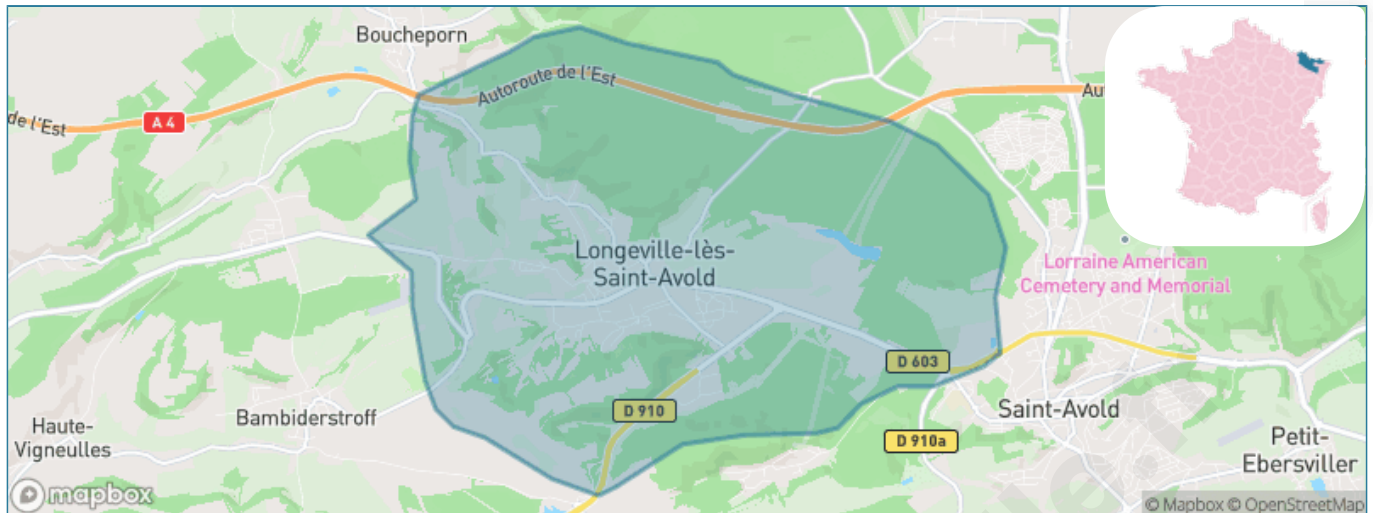 Boucheporn
Autoroute de l'Est
Au
de l'Est
A 4
Longeville-lès-
Saint-Avold
Lorraine American
Cemetery and Memorial
D 603
D 910
Saint-Avold
Bambiderstroff
Haute-
Vigneulles
D 910a
Petit-
Ebersviller
mapbox
© Mapbox © OpenStreetMap